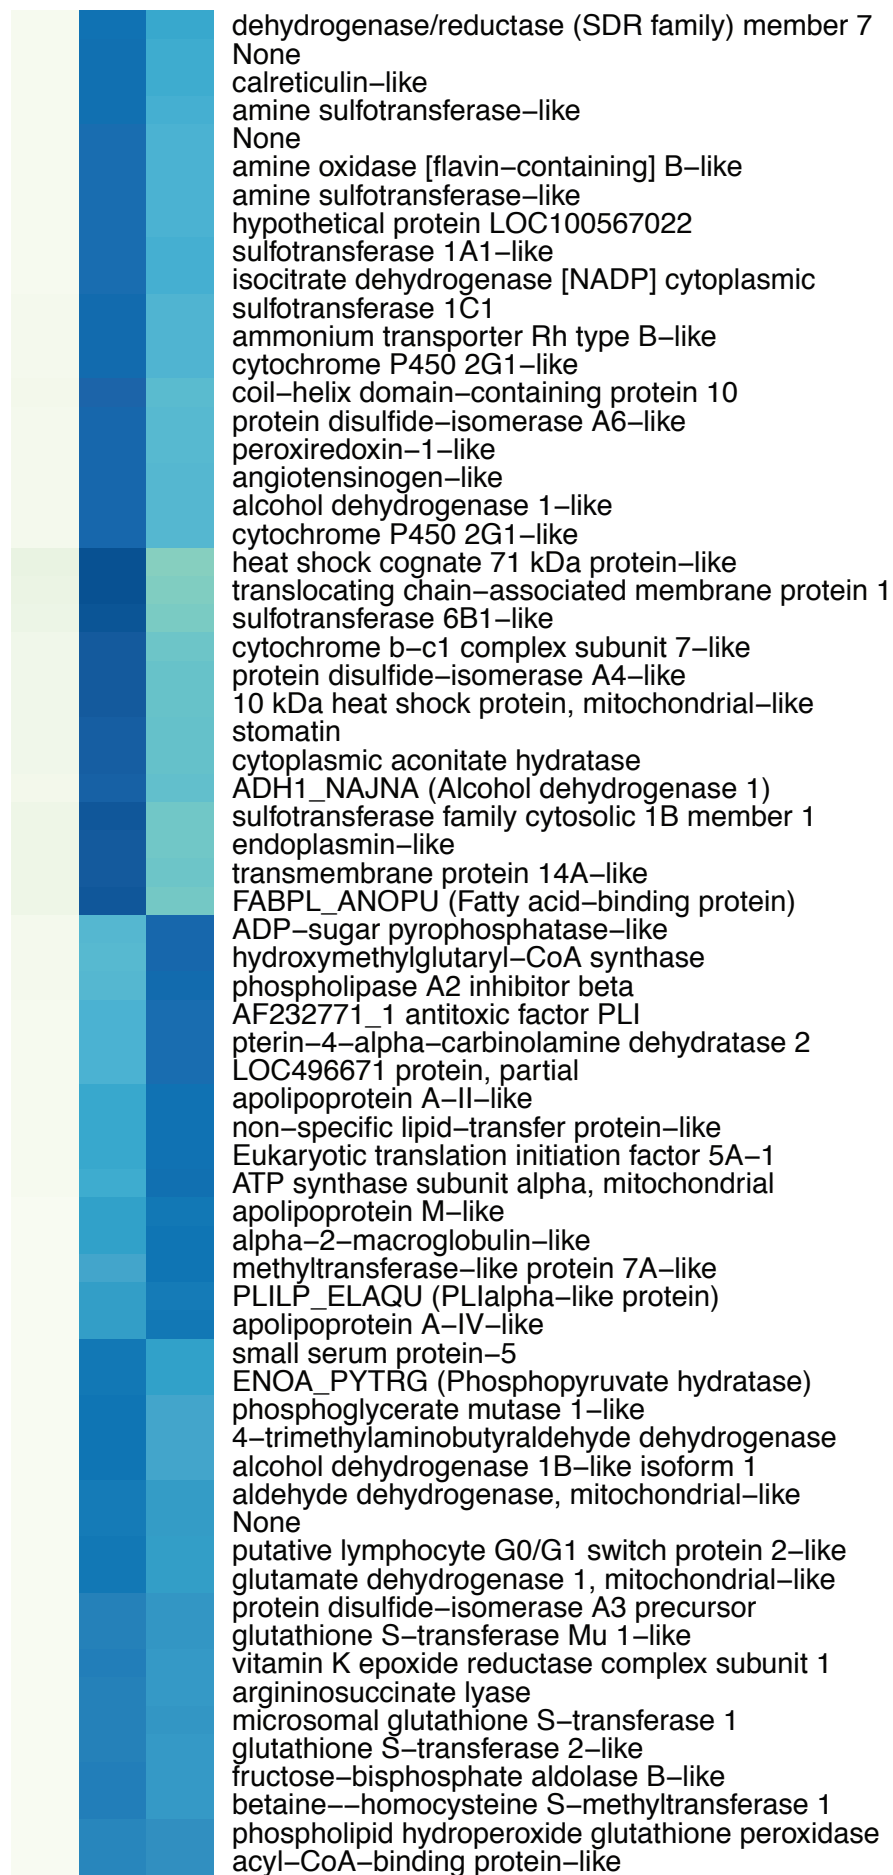 dehydrogenase/reductase (SDR family) member 7
None
calreticulin−like
amine sulfotransferase−like
None
amine oxidase [flavin−containing] B−like
amine sulfotransferase−like
hypothetical protein LOC100567022
sulfotransferase 1A1−like
isocitrate dehydrogenase [NADP] cytoplasmic
sulfotransferase 1C1
ammonium transporter Rh type B−like
cytochrome P450 2G1−like
coil−helix domain−containing protein 10
protein disulfide−isomerase A6−like
peroxiredoxin−1−like
angiotensinogen−like
alcohol dehydrogenase 1−like
cytochrome P450 2G1−like
heat shock cognate 71 kDa protein−like
translocating chain−associated membrane protein 1
sulfotransferase 6B1−like
cytochrome b−c1 complex subunit 7−like
protein disulfide−isomerase A4−like
10 kDa heat shock protein, mitochondrial−like
stomatin
cytoplasmic aconitate hydratase
ADH1_NAJNA (Alcohol dehydrogenase 1)
sulfotransferase family cytosolic 1B member 1
endoplasmin−like
transmembrane protein 14A−like
FABPL_ANOPU (Fatty acid−binding protein)
ADP−sugar pyrophosphatase−like
hydroxymethylglutaryl−CoA synthase
phospholipase A2 inhibitor beta
AF232771_1 antitoxic factor PLI
pterin−4−alpha−carbinolamine dehydratase 2
LOC496671 protein, partial
apolipoprotein A−II−like
non−specific lipid−transfer protein−like
Eukaryotic translation initiation factor 5A−1
ATP synthase subunit alpha, mitochondrial
apolipoprotein M−like
alpha−2−macroglobulin−like
methyltransferase−like protein 7A−like
PLILP_ELAQU (PLIalpha−like protein)
apolipoprotein A−IV−like
small serum protein−5
ENOA_PYTRG (Phosphopyruvate hydratase)
phosphoglycerate mutase 1−like
4−trimethylaminobutyraldehyde dehydrogenase
alcohol dehydrogenase 1B−like isoform 1
aldehyde dehydrogenase, mitochondrial−like
None
putative lymphocyte G0/G1 switch protein 2−like
glutamate dehydrogenase 1, mitochondrial−like
protein disulfide−isomerase A3 precursor
glutathione S−transferase Mu 1−like
vitamin K epoxide reductase complex subunit 1
argininosuccinate lyase
microsomal glutathione S−transferase 1
glutathione S−transferase 2−like
fructose−bisphosphate aldolase B−like
betaine−−homocysteine S−methyltransferase 1
phospholipid hydroperoxide glutathione peroxidase
acyl−CoA−binding protein−like